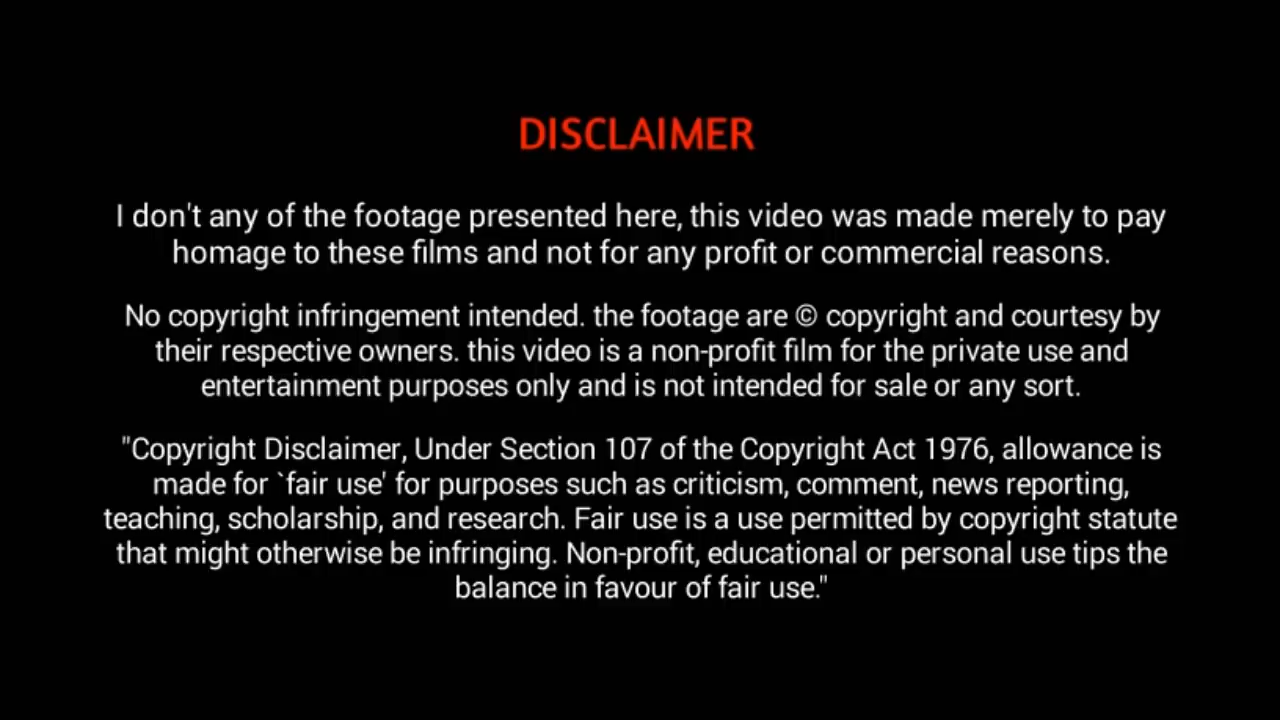 DISCLAIMER
I don't any of the footage presented here, this video was made merely to pay
homage to these films and not for any profit or commercial reasons.
No copyright infringement intended. the footage are © copyright and courtesy by
their respective owners. this video is a non-profit film for the private use and
entertainment purposes only and is not intended for sale or any sort.
"Copyright Disclaimer, Under Section 107 of the Copyright Act 1976, allowance is
made for `fair use' for purposes such as criticism, comment, news reporting,
teaching, scholarship, and research. Fair use is a use permitted by copyright statute
that might otherwise be infringing. Non-profit, educational or personal use tips the
balance in favour of fair use."